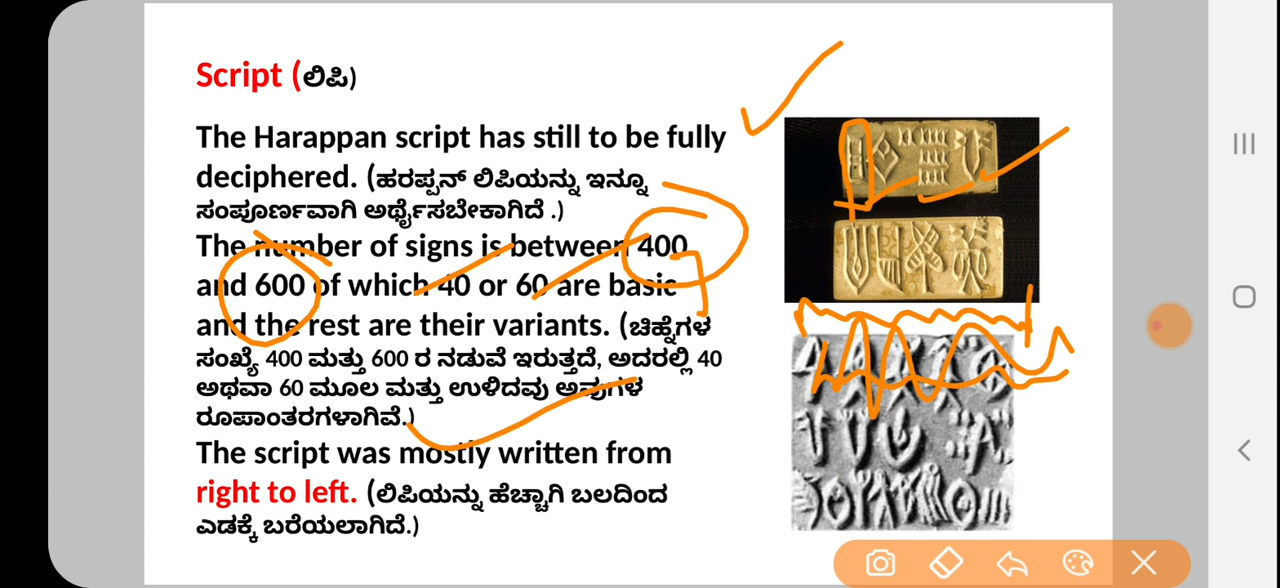 Script (ಲಿಪಿ)
The Harappan script has still to be fully
deciphered. (ಹರಪ್ಪನ್ ಲಿಪಿಯನ್ನು ಇನ್ನೂ
ಸಂಪೂರ್ಣವಾಗಿ ಅರ್ಥೈಸಬೇಕಾಗಿದೆ .)
The number of signs is between 400
and 600 of which 40 or 60 are basic
and the rest are their variants. (ಚಿಹ್ನೆಗಳ
ಸಂಖ್ಯೆ 400 ಮತ್ತು 600 ರ ನಡುವೆ ಇರುತ್ತದೆ, ಅದರಲ್ಲಿ 40
ಅಥವಾ 60 ಮೂಲ ಮತ್ತು ಉಳಿದವು ಅವುಗಳ
ರೂಪಾಂತರಗಳಾಗಿವೆ.)
The script was mostly written from
right to left. (ಲಿಪಿಯನ್ನು ಹೆಚ್ಚಾಗಿ ಬಲದಿಂದ
ಎಡಕ್ಕೆ ಬರೆಯಲಾಗಿದೆ.)